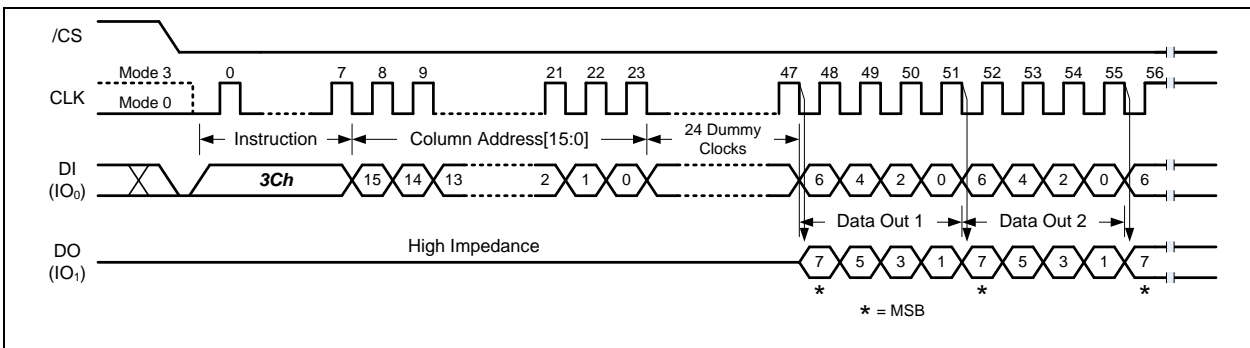 /CS
Mode 3 0 7 8 9 21 22 23 47 48 49 50 51 52 53 54 55 56
CLK
Mode 0
Instruction Column Address[15:0] 24 Dummy Clocks
DI (IO₀)
3Ch 15 14 13 2 1 0 6 4 2 0 6 4 2 0 6
Data Out 1 Data Out 2
DO (IO₁)
High Impedance
7 5 3 1 7 5 3 1 7
* * *
* = MSB